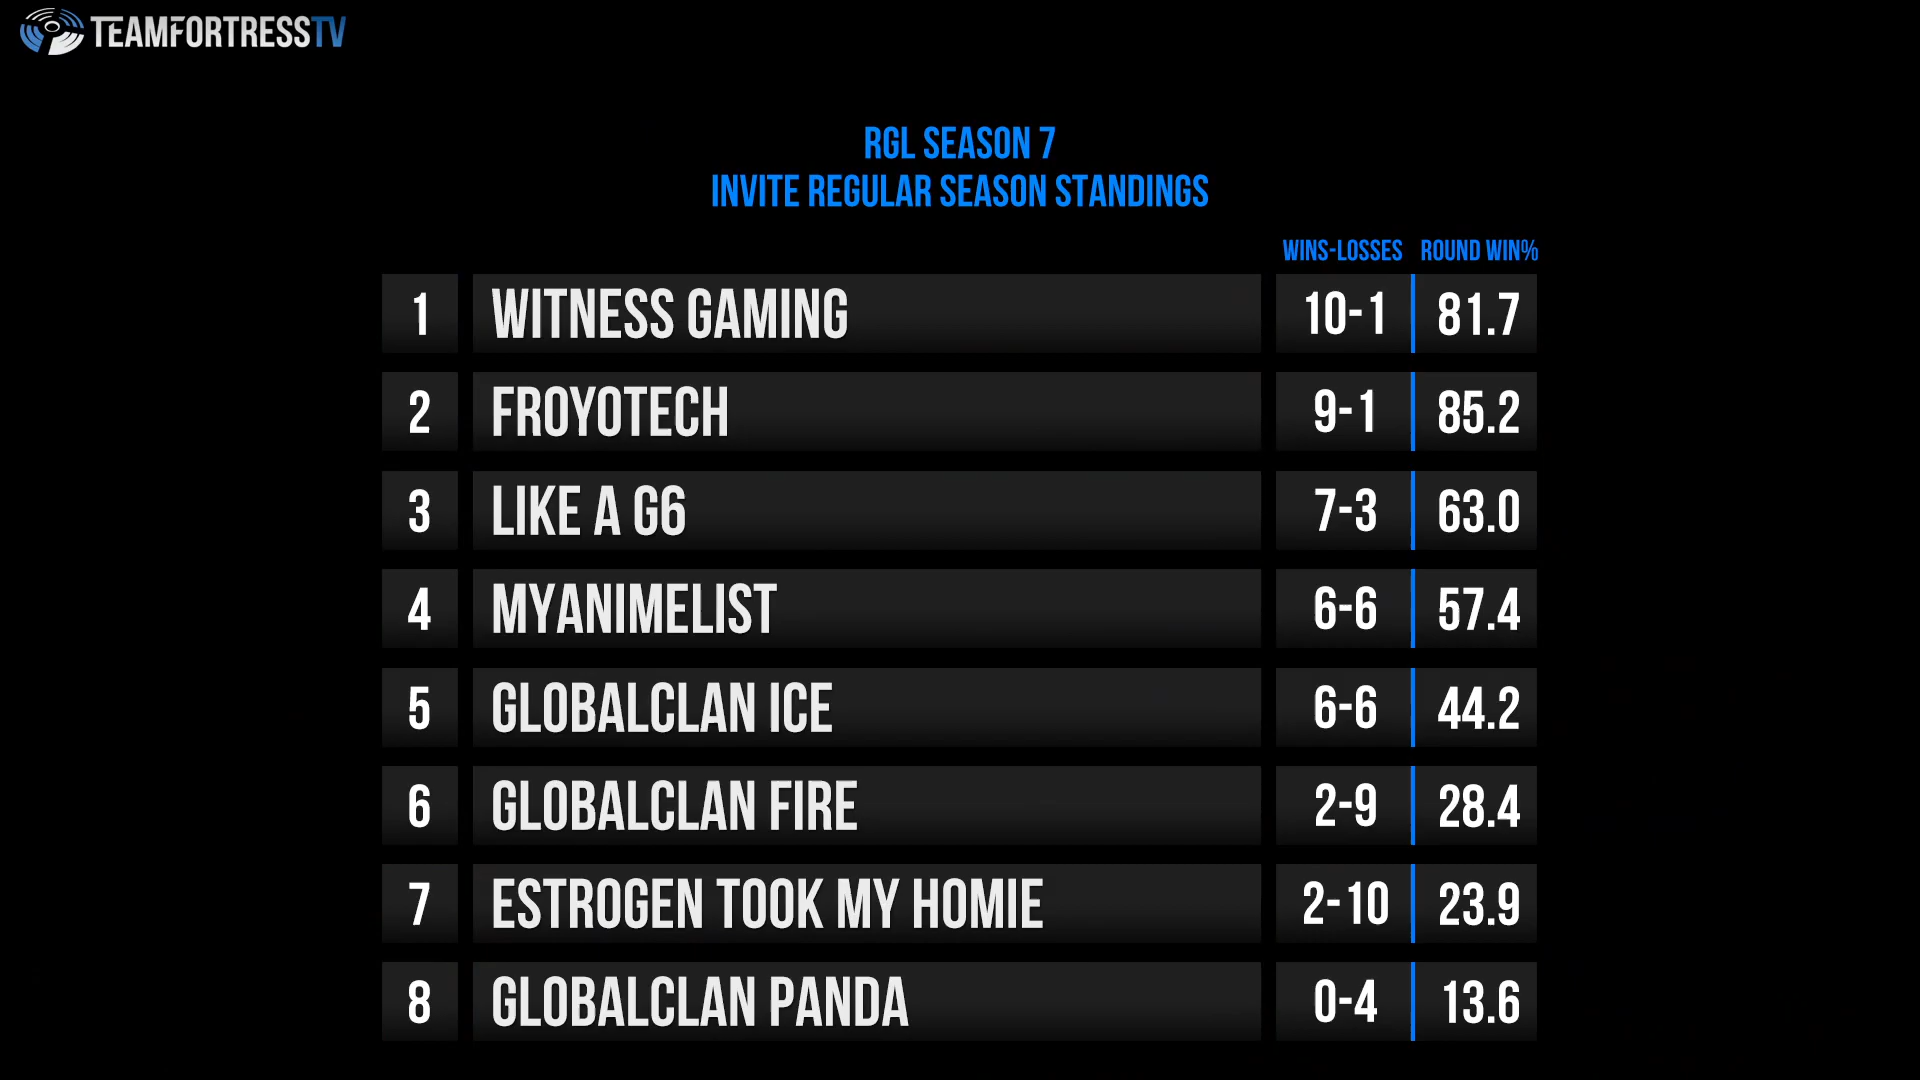 TEAMFORTRESSTV
RGL SEASON 7
INVITE REGULAR SEASON STANDINGS
WINS-LOSSES ROUND WIN%
1 WITNESS GAMING 10-1 81.7
2 FROYOTECH 9-1 85.2
3 LIKE A G6 7-3 63.0
4 MYANIMELIST 6-6 57.4
5 GLOBALCLAN ICE 6-6 44.2
6 GLOBALCLAN FIRE 2-9 28.4
7 ESTROGEN TOOK MY HOMIE 2-10 23.9
8 GLOBALCLAN PANDA 0-4 13.6